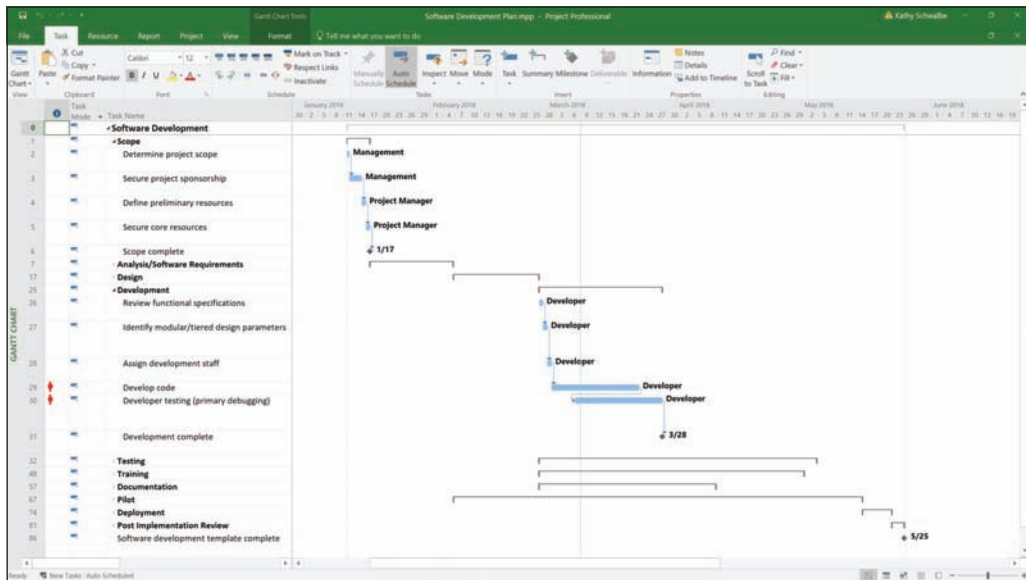 Gantt Chart Tools
Software Development Plan.mpp - Project Professional
Kathy Schwalbe
File Task Resource Report Project View Format Tell me what you want to do
Gantt Chart
View
Paste
Cut
Copy
Format Painter
Clipboard
Calibri 12
B I U A
Font
Mark on Track
Respect Links
Inactivate
Schedule
Manually Schedule
Auto Schedule
Inspect Move Mode
Tasks
Task Summary Milestone Deliverable
Insert
Information
Notes
Details
Add to Timeline
Properties
Scroll to Task
Find
Clear
Fill
Editing
Task Mode Task Name
January 2018 February 2018 March 2018 April 2018 May 2018 June 2018
0 Software Development
1 Scope
2 Determine project scope Management
3 Secure project sponsorship Management
4 Define preliminary resources Project Manager
5 Secure core resources Project Manager
6 Scope complete 1/17
7 Analysis/Software Requirements
17 Design
25 Development
26 Review functional specifications Developer
27 Identify modular/tiered design parameters Developer
28 Assign development staff Developer
29 Develop code Developer
30 Developer testing (primary debugging) Developer
31 Development complete 3/28
32 Testing
48 Training
57 Documentation
67 Pilot
74 Deployment
81 Post Implementation Review
86 Software development template complete 5/25
GANTT CHART
Ready New Tasks : Auto Scheduled